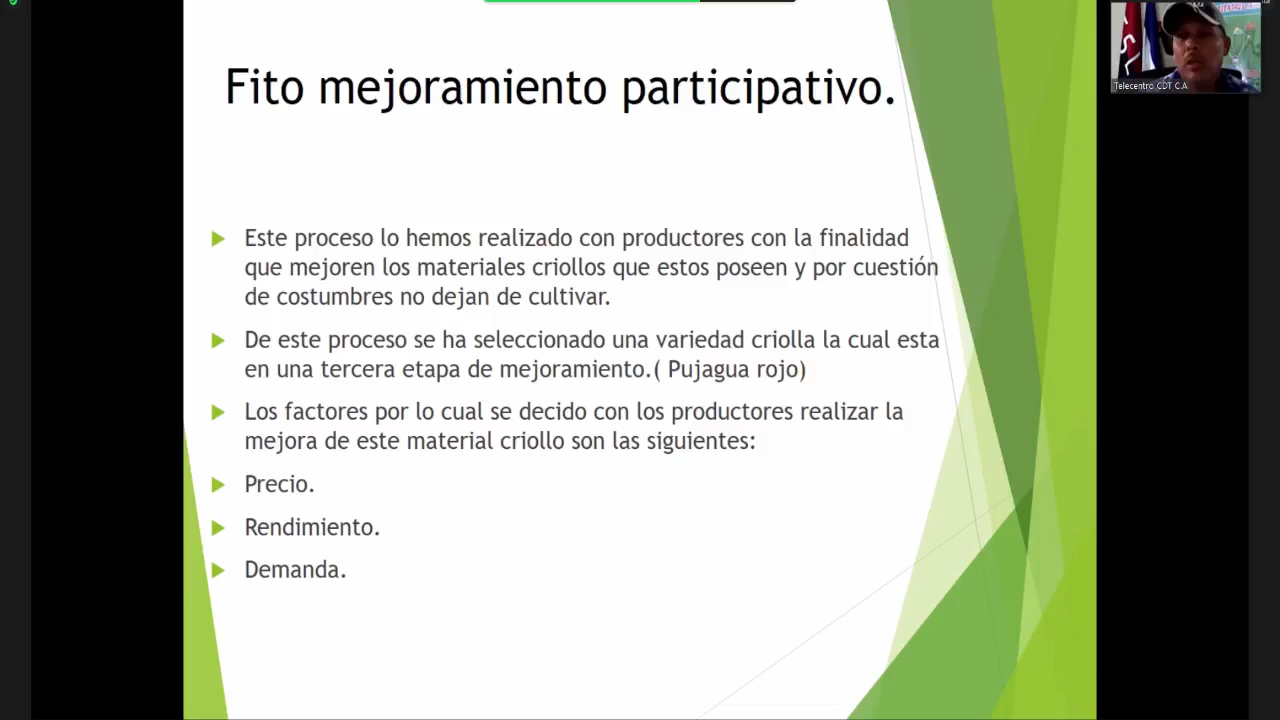 Fito mejoramiento participativo.
Telecentro CDT C.A
Este proceso lo hemos realizado con productores con la finalidad
que mejoren los materiales criollos que estos poseen y por cuestión
de costumbres no dejan de cultivar.
De este proceso se ha seleccionado una variedad criolla la cual esta
en una tercera etapa de mejoramiento.( Pujagua rojo)
Los factores por lo cual se decido con los productores realizar la
mejora de este material criollo son las siguientes:
Precio.
Rendimiento.
Demanda.